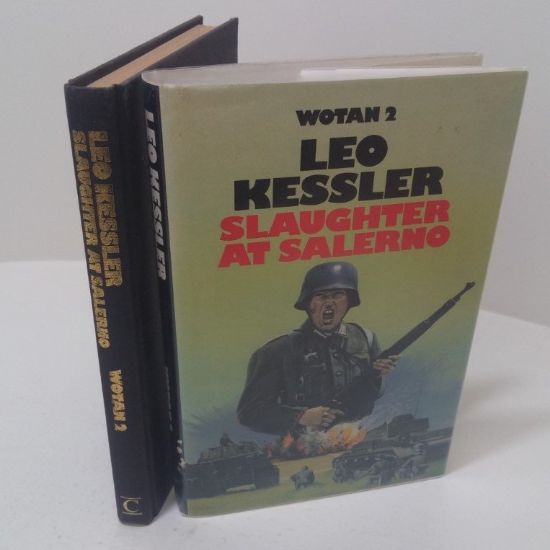 WOTAN 2
LEO
KESSLER
SLAUGHTER
AT SALERNO
LEO KESSLER
LEO KESSLER
SLAUGHTER AT SALERNO
WOTAN 2
C